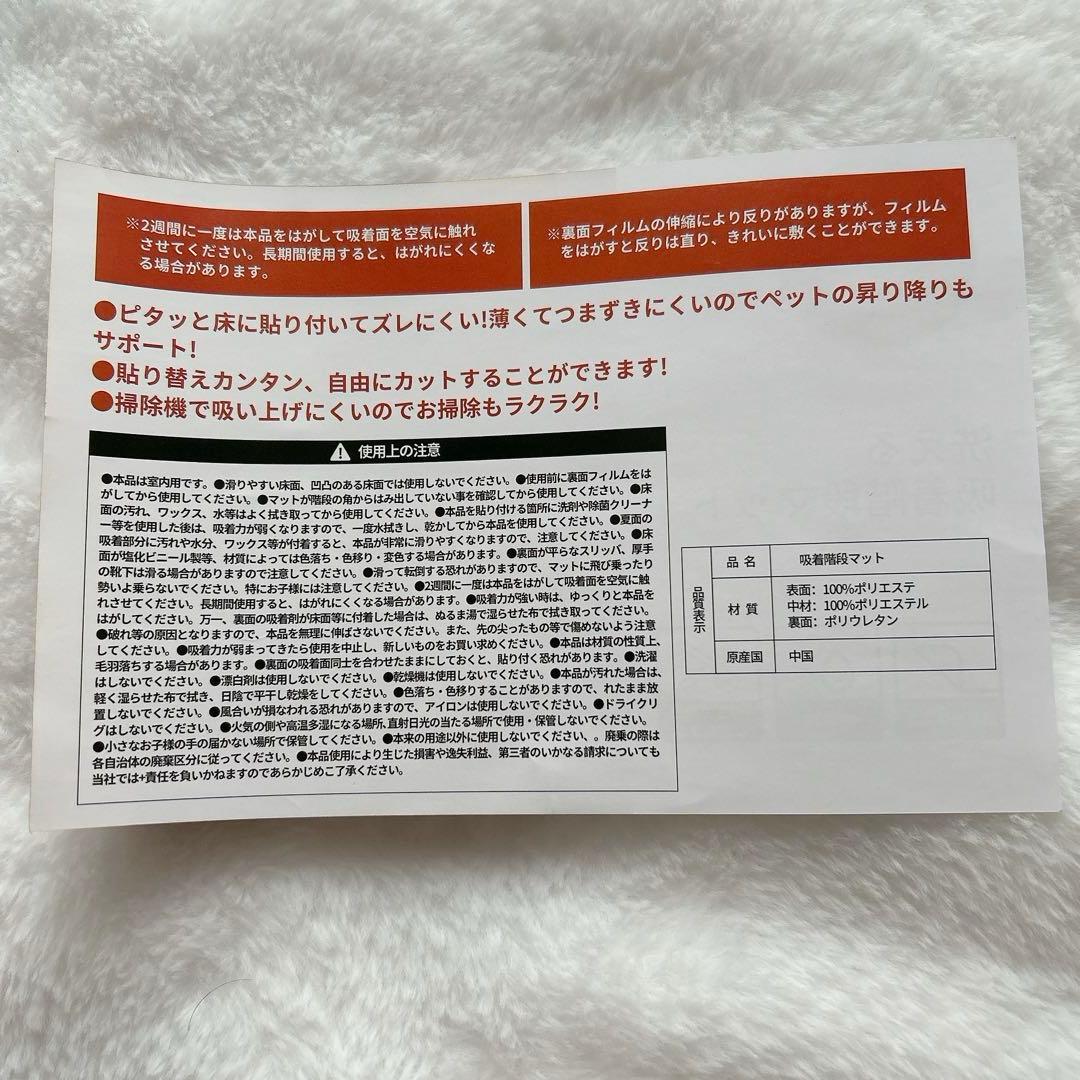 ※2週間に一度は本品をはがして吸着面を空気に触れ
させてください。長期間使用すると、はがれにくくな
る場合があります。
※裏面フィルムの伸縮により反りがありますが、フィルム
をはがすと反りは直り、きれいに敷くことができます。
●ピタッと床に貼り付いてズレにくい!薄くてつまずきにくいのでペットの昇り降りも
サポート!
●貼り替えカンタン、自由にカットすることができます!
●掃除機で吸い上げにくいのでお掃除もラクラク!
使用上の注意
●本品は室内用です。●滑りやすい床面、凹凸のある床面では使用しないでください。●使用前に裏面フィルムをは
がしてから使用してください。●マットが階段の角からはみ出していない事を確認してから使用してください。●床
面の汚れ、ワックス、水等はよく拭き取ってから使用してください。●本品を貼り付ける箇所に洗剤や除菌クリーナ
ー等を使用した後は、吸着力が弱くなりますので、一度水拭きし、乾かしてから本品を使用してください。●夏面の
吸着部分に汚れや水分、ワックス等が付着すると、本品が非常に滑りやすくなりますので、注意してください。●床
面が塩化ビニール製等、材質によっては色落ち・色移り・変色する場合があります。●裏面が平らなスリッパ、厚手
の靴下は滑る場合がありますので注意してください。●滑って転倒する恐れがありますので、マットに飛び乗ったり
勢いよ乗らないでください。特にお子様には注意してください。●2週間に一度は本品をはがして吸着面を空気に触
れさせてください。長期間使用すると、はがれにくくなる場合があります。●吸着力が強い時は、ゆっくりと本品を
はがしてください。万一、裏面の吸着剤が床面等に付着した場合は、ぬるま湯で湿らせた布で拭き取ってください。
●破れ等の原因となりますので、本品を無理に伸ばさないでください。また、先の尖ったもの等で傷めないよう注意
してください。●吸着力が弱まってきたら使用を中止し、新しいものをお買い求めください。●本品は材質の性質上、
毛羽落ちする場合があります。●裏面の吸着面同士を合わせたままにしておくと、貼り付く恐れがあります。●洗濯
はしないでください。●漂白剤は使用しないでください。●乾燥機は使用しないでください。●本品が汚れた場合は、
軽く湿らせた布で拭き、日陰で平干し乾燥をしてください。●色落ち・色移りすることがありますので、れたまま放
置しないでください。●風合いが損なわれる恐れがありますので、アイロンは使用しないでください。●ドライクリ
グはしないでください。●火気の側や高温多湿になる場所、直射日光の当たる場所で使用・保管しないでください。
●小さなお子様の手の届かない場所で保管してください。●本来の用途以外に使用しないでください、。廃乗の際は
各自治体の廃棄区分に従ってください。●本品使用により生じた損害や逸失利益、第三者のいかなる請求についても
当社では+責任を負いかねますのであらかじめご了承ください。
品質表示
品名 吸着階段マット
材質 表面：100%ポリエステ
中材：100%ポリエステル
裏面：ポリウレタン
原産国 中国